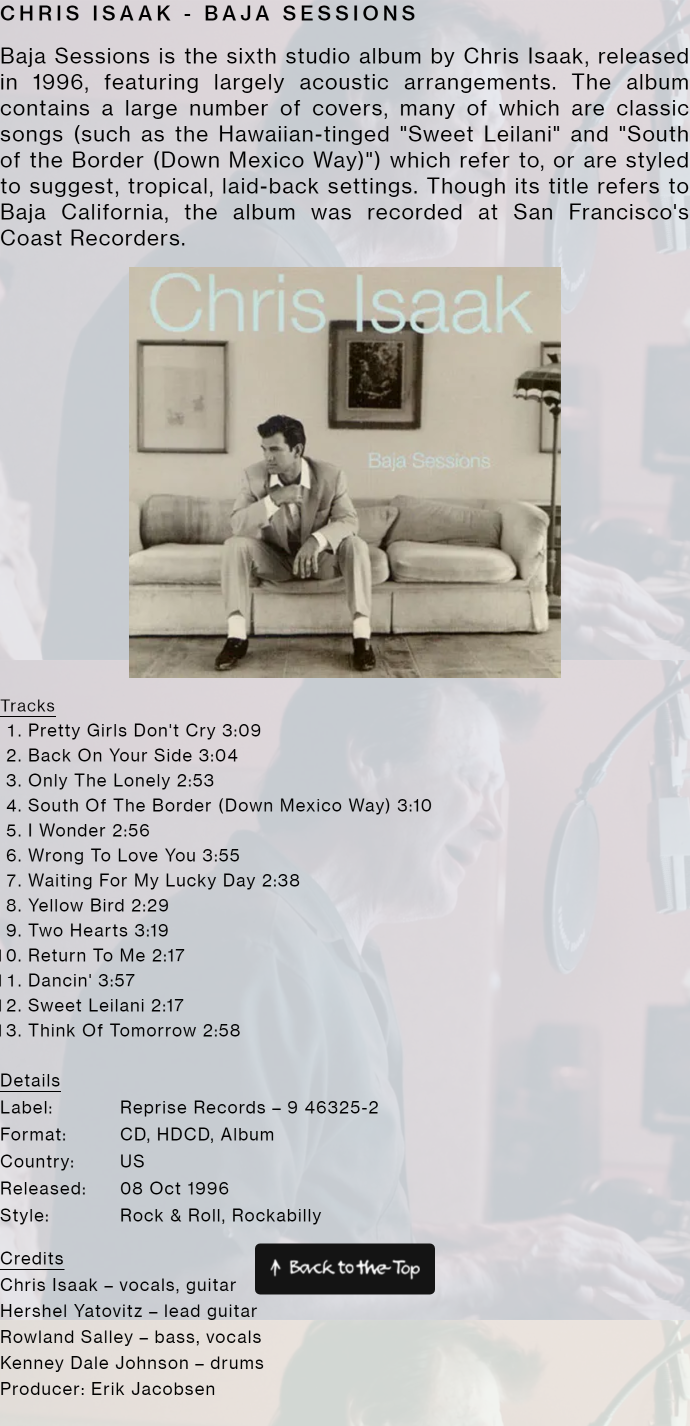 CHRIS ISAAK - BAJA SESSIONS
Baja Sessions is the sixth studio album by Chris Isaak, released
in 1996, featuring largely acoustic arrangements. The album
contains a large number of covers, many of which are classic
songs (such as the Hawaiian-tinged "Sweet Leilani" and "South
of the Border (Down Mexico Way)") which refer to, or are styled
to suggest, tropical, laid-back settings. Though its title refers to
Baja California, the album was recorded at San Francisco's
Coast Recorders.
Chris Isaak
Baja Sessions
Tracks
1. Pretty Girls Don't Cry 3:09
2. Back On Your Side 3:04
3. Only The Lonely 2:53
4. South Of The Border (Down Mexico Way) 3:10
5. I Wonder 2:56
6. Wrong To Love You 3:55
7. Waiting For My Lucky Day 2:38
8. Yellow Bird 2:29
9. Two Hearts 3:19
10. Return To Me 2:17
11. Dancin' 3:57
12. Sweet Leilani 2:17
13. Think Of Tomorrow 2:58
Details
Label: Reprise Records – 9 46325-2
Format: CD, HDCD, Album
Country: US
Released: 08 Oct 1996
Style: Rock & Roll, Rockabilly
Credits
Chris Isaak – vocals, guitar
↑ Back to the Top
Hershel Yatovitz – lead guitar
Rowland Salley – bass, vocals
Kenney Dale Johnson – drums
Producer: Erik Jacobsen